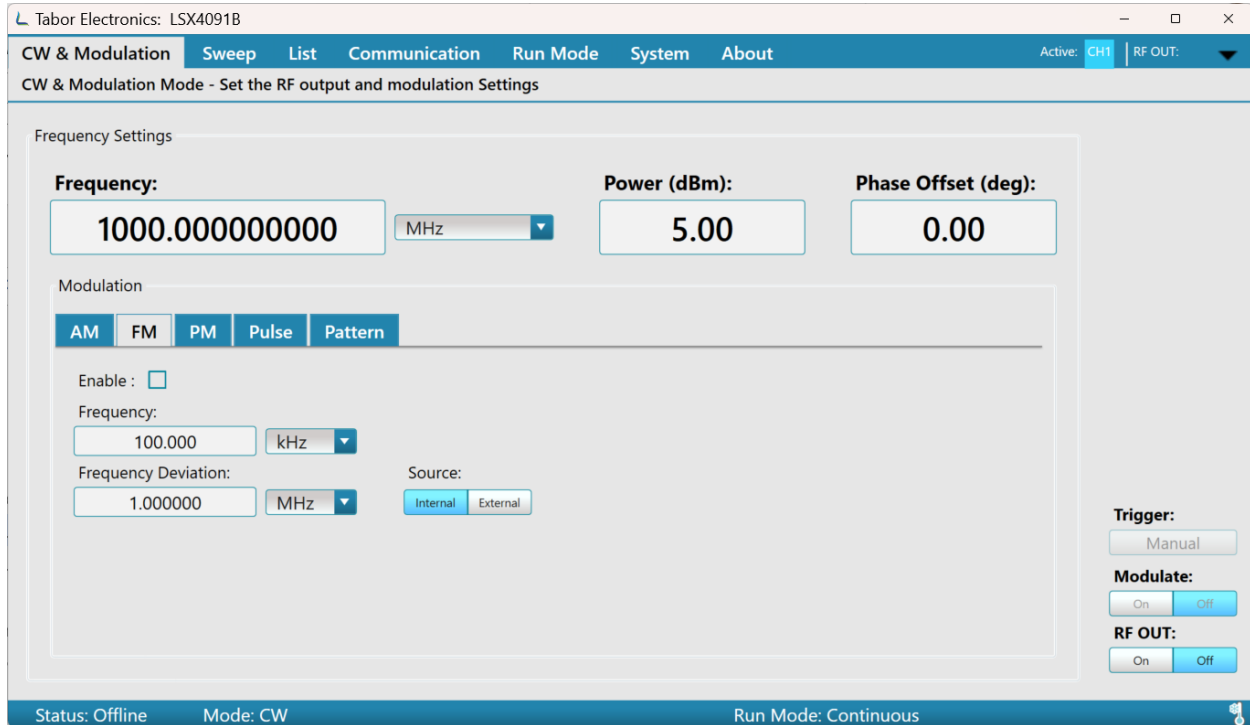 Tabor Electronics: LSX4091B
CW & Modulation Sweep List Communication Run Mode System About Active: CH1 RF OUT:
CW & Modulation Mode - Set the RF output and modulation Settings
Frequency Settings
Frequency: Power (dBm): Phase Offset (deg):
1000.000000000 MHz 5.00 0.00
Modulation
AM FM PM Pulse Pattern
Enable :
Frequency:
100.000 kHz
Frequency Deviation: Source:
1.000000 MHz Internal External
Trigger:
Manual
Modulate:
On Off
RF OUT:
On Off
Status: Offline Mode: CW Run Mode: Continuous